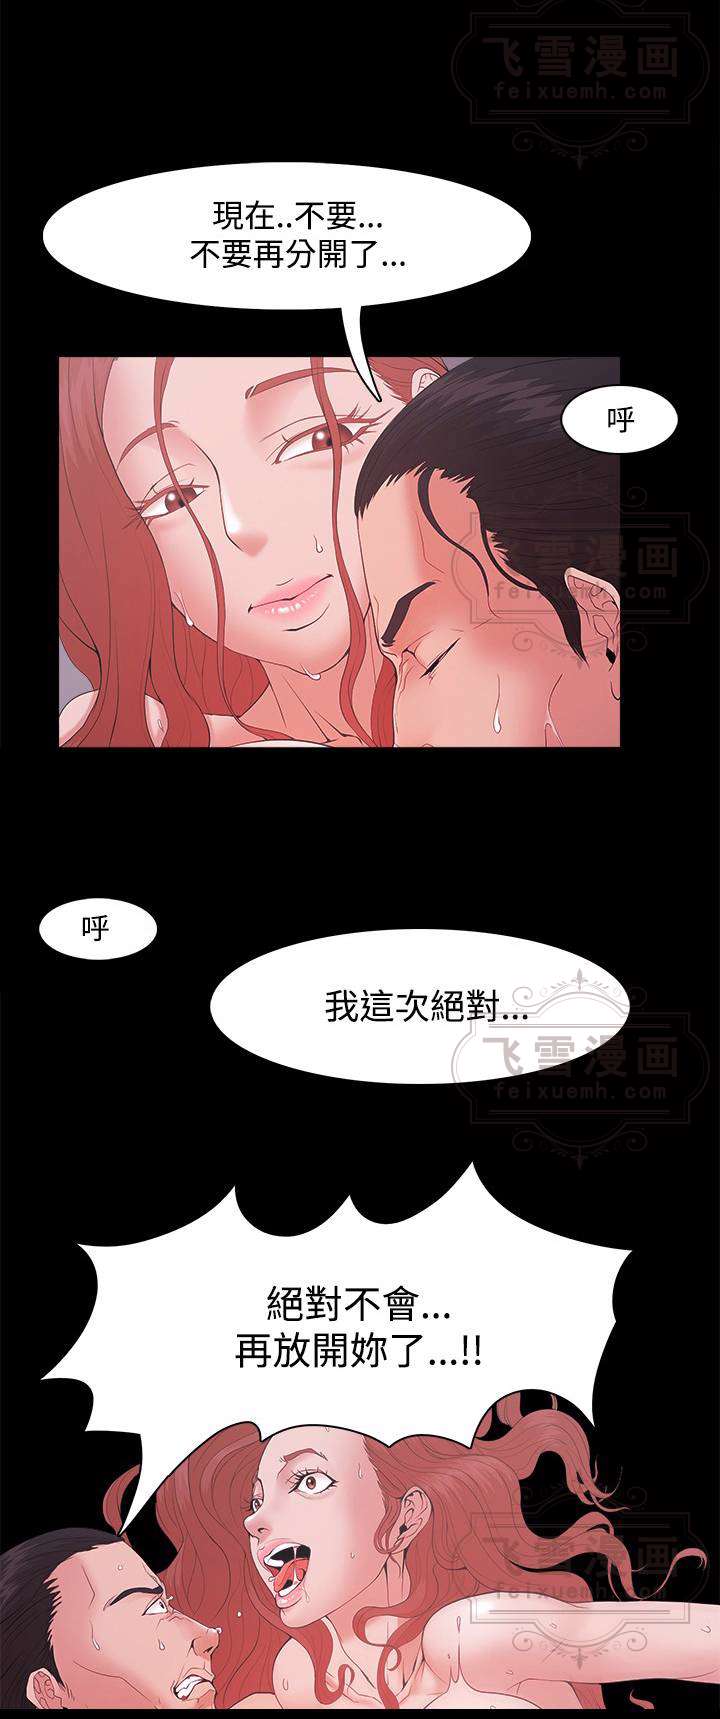 飞雪漫画
feixuemh.com
現在..不要...
不要再分開了...
呼
飞雪漫画
feixuemh.com
呼
我這次絕對...
飞雪漫画
feixuemh.com
絕對不會...
再放開妳了...!!
飞雪漫画
feixuemh.com